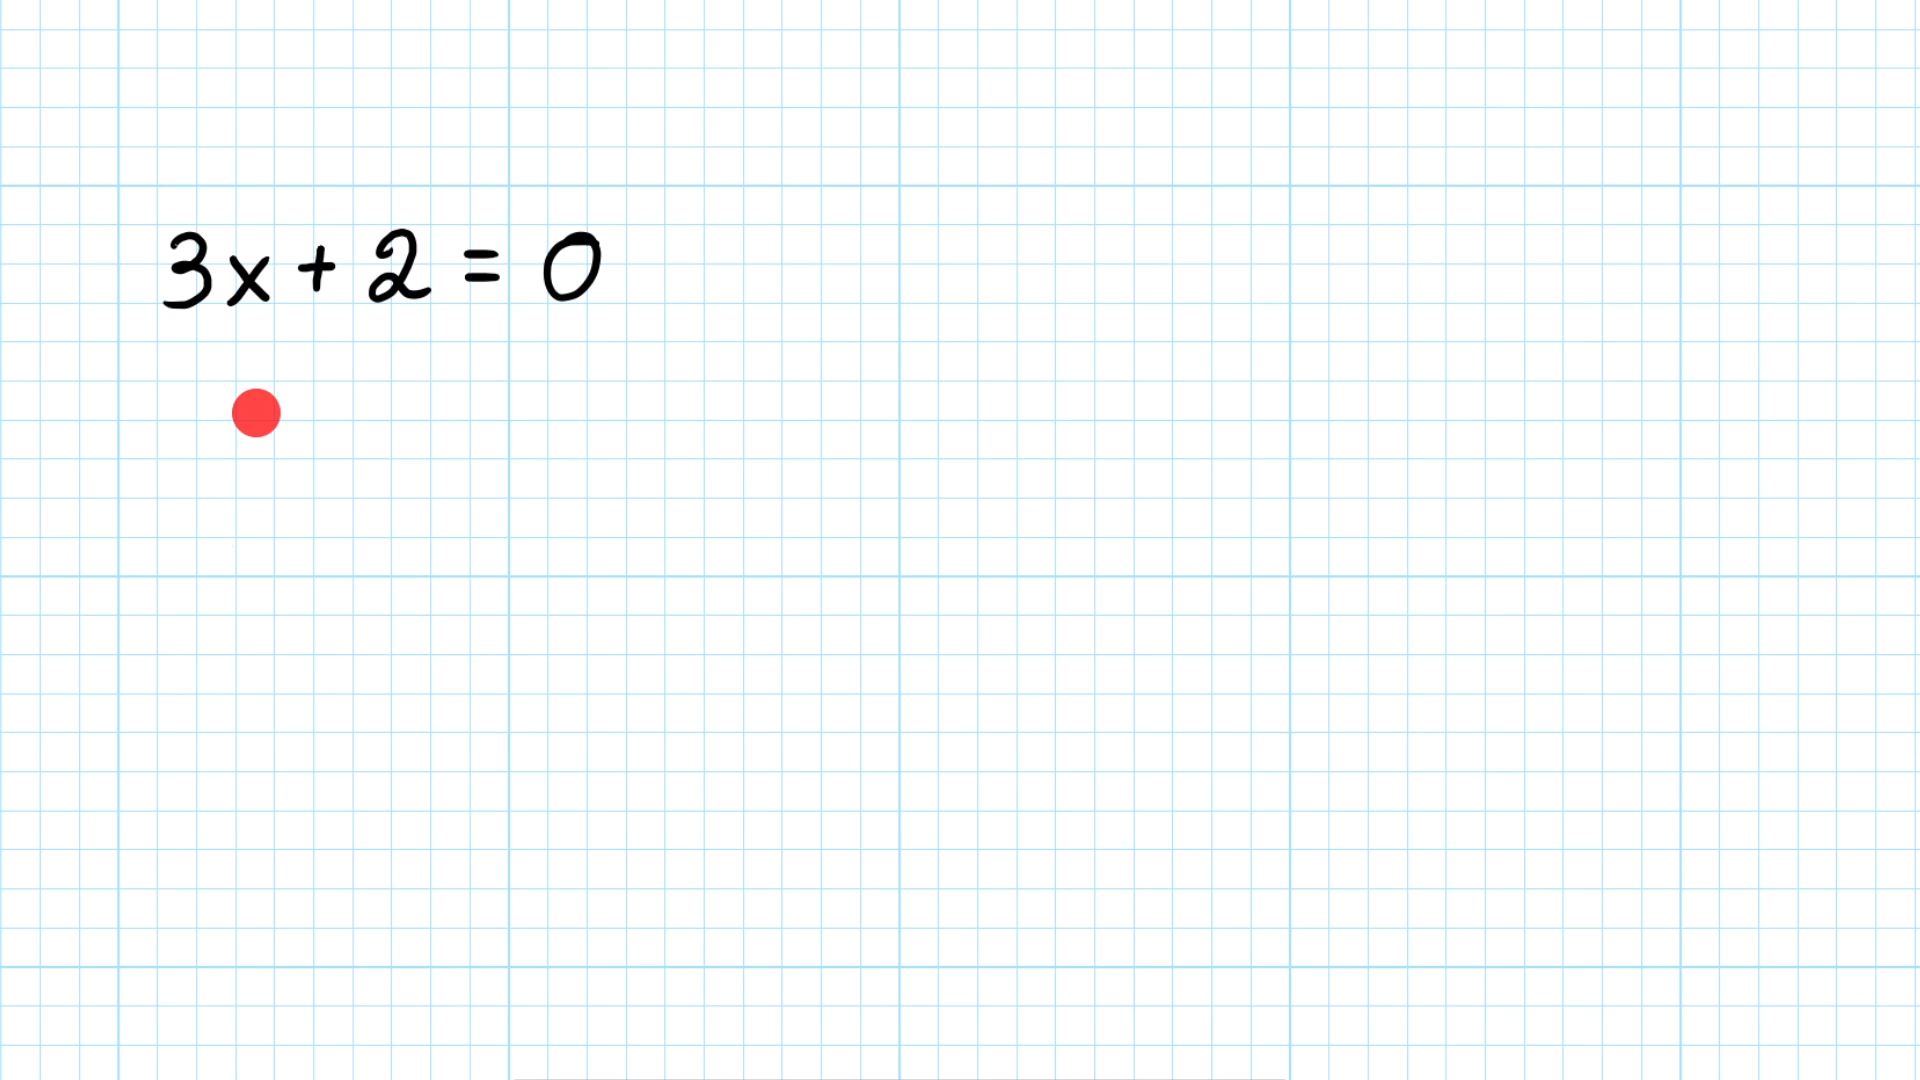 3x + 2 = 0